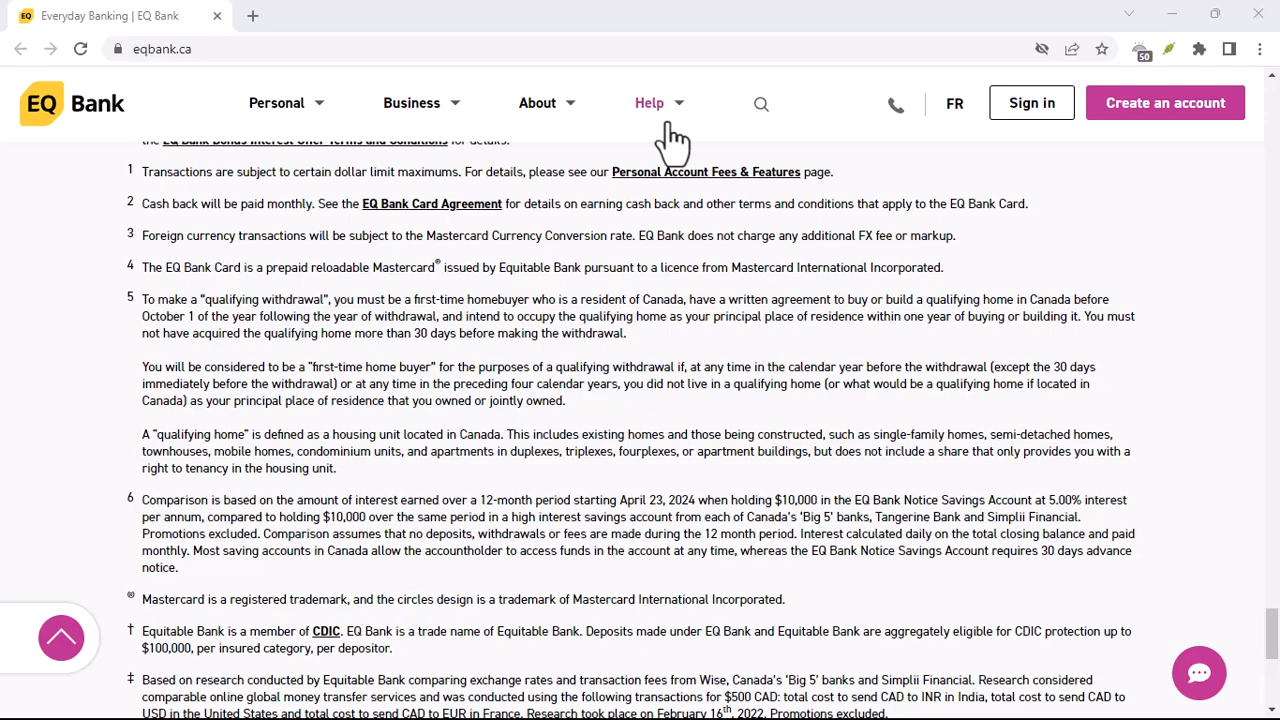 EQ Everyday Banking | EQ Bank
eqbank.ca
50
EQ Bank
Personal Business About Help FR Sign in Create an account
the EQ Bank Bonus Interest Offer Terms and Conditions for details.
1 Transactions are subject to certain dollar limit maximums. For details, please see our Personal Account Fees & Features page.
2 Cash back will be paid monthly. See the EQ Bank Card Agreement for details on earning cash back and other terms and conditions that apply to the EQ Bank Card.
3 Foreign currency transactions will be subject to the Mastercard Currency Conversion rate. EQ Bank does not charge any additional FX fee or markup.
4 The EQ Bank Card is a prepaid reloadable Mastercard® issued by Equitable Bank pursuant to a licence from Mastercard International Incorporated.
5 To make a “qualifying withdrawal”, you must be a first-time homebuyer who is a resident of Canada, have a written agreement to buy or build a qualifying home in Canada before
October 1 of the year following the year of withdrawal, and intend to occupy the qualifying home as your principal place of residence within one year of buying or building it. You must
not have acquired the qualifying home more than 30 days before making the withdrawal.
You will be considered to be a "first-time home buyer" for the purposes of a qualifying withdrawal if, at any time in the calendar year before the withdrawal (except the 30 days
immediately before the withdrawal) or at any time in the preceding four calendar years, you did not live in a qualifying home (or what would be a qualifying home if located in
Canada) as your principal place of residence that you owned or jointly owned.
A "qualifying home" is defined as a housing unit located in Canada. This includes existing homes and those being constructed, such as single-family homes, semi-detached homes,
townhouses, mobile homes, condominium units, and apartments in duplexes, triplexes, fourplexes, or apartment buildings, but does not include a share that only provides you with a
right to tenancy in the housing unit.
6 Comparison is based on the amount of interest earned over a 12-month period starting April 23, 2024 when holding $10,000 in the EQ Bank Notice Savings Account at 5.00% interest
per annum, compared to holding $10,000 over the same period in a high interest savings account from each of Canada’s ‘Big 5’ banks, Tangerine Bank and Simplii Financial.
Promotions excluded. Comparison assumes that no deposits, withdrawals or fees are made during the 12 month period. Interest calculated daily on the total closing balance and paid
monthly. Most saving accounts in Canada allow the accountholder to access funds in the account at any time, whereas the EQ Bank Notice Savings Account requires 30 days advance
notice.
® Mastercard is a registered trademark, and the circles design is a trademark of Mastercard International Incorporated.
† Equitable Bank is a member of CDIC. EQ Bank is a trade name of Equitable Bank. Deposits made under EQ Bank and Equitable Bank are aggregately eligible for CDIC protection up to
$100,000, per insured category, per depositor.
‡ Based on research conducted by Equitable Bank comparing exchange rates and transaction fees from Wise, Canada’s ‘Big 5’ banks and Simplii Financial. Research considered
comparable online global money transfer services and was conducted using the following transactions for $500 CAD: total cost to send CAD to INR in India, total cost to send CAD to
USD in the United States and total cost to send CAD to EUR in France. Research took place on February 16th, 2022. Promotions excluded.